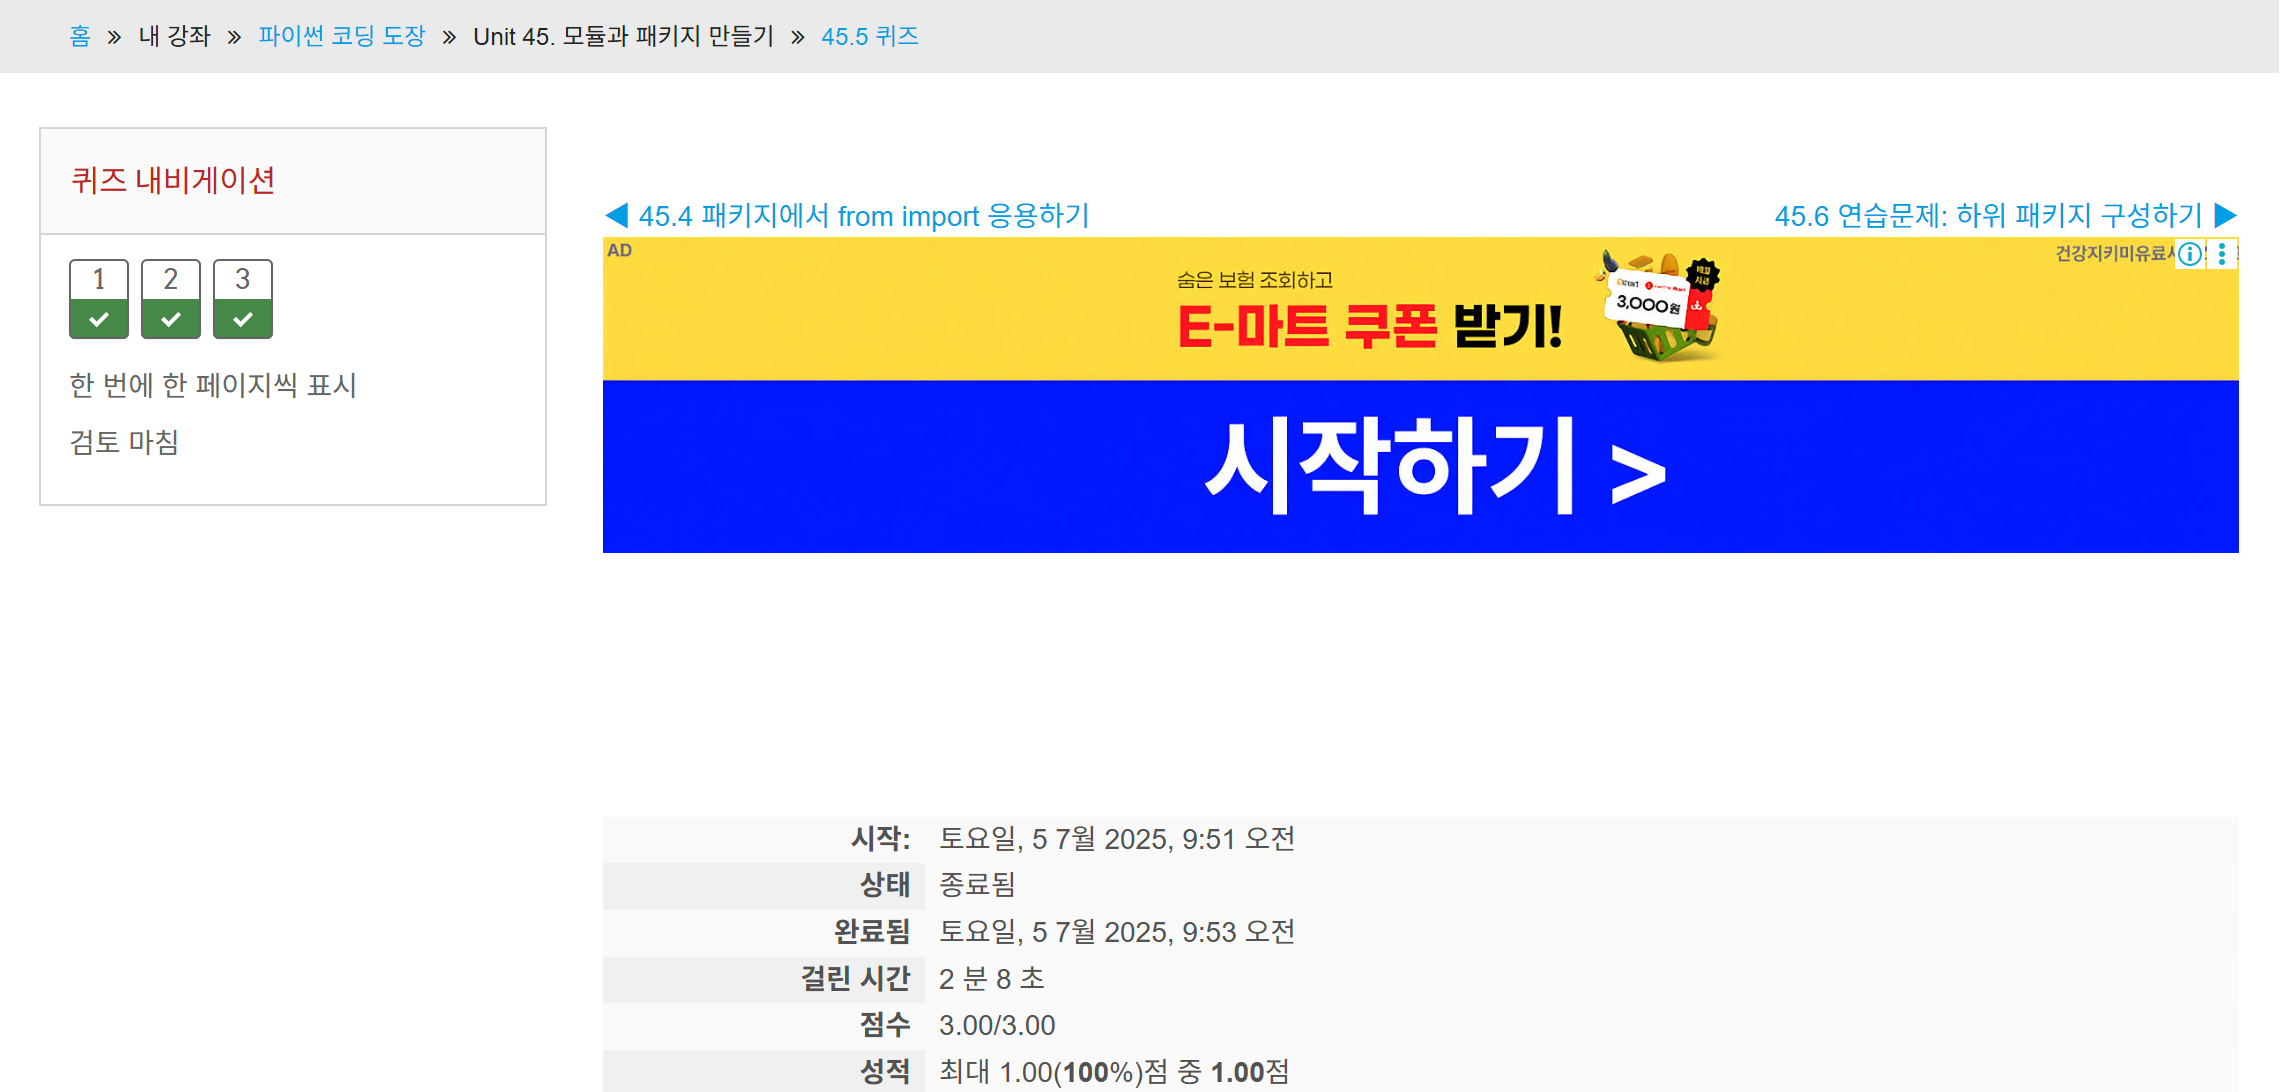 홈 » 내 강좌 » 파이썬 코딩 도장 » Unit 45. 모듈과 패키지 만들기 » 45.5 퀴즈
퀴즈 내비게이션
1 2 3
한 번에 한 페이지씩 표시
검토 마침
◀ 45.4 패키지에서 from import 응용하기
45.6 연습문제: 하위 패키지 구성하기 ▶
AD
건강지키미유료
숨은 보험 조회하고
E-마트 쿠폰 받기!
3,000원
시작하기 >
시작: 토요일, 5 7월 2025, 9:51 오전
상태 종료됨
완료됨 토요일, 5 7월 2025, 9:53 오전
걸린 시간 2 분 8 초
점수 3.00/3.00
성적 최대 1.00(100%)점 중 1.00점